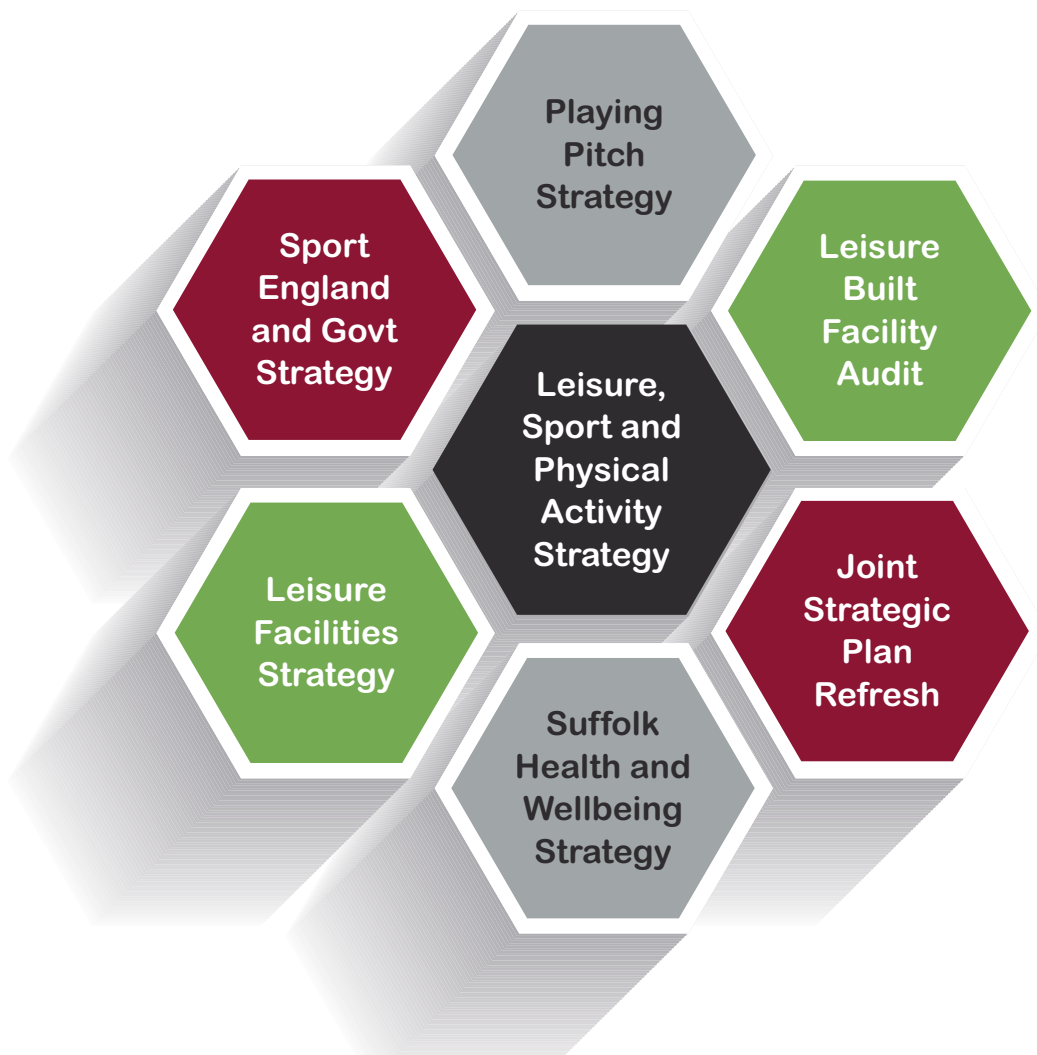 Playing
Pitch
Strategy
Sport
England
and Govt
Strategy
Leisure
Built
Facility
Audit
Leisure,
Sport and
Physical
Activity
Strategy
Leisure
Facilities
Strategy
Joint
Strategic
Plan
Refresh
Suffolk
Health and
Wellbeing
Strategy